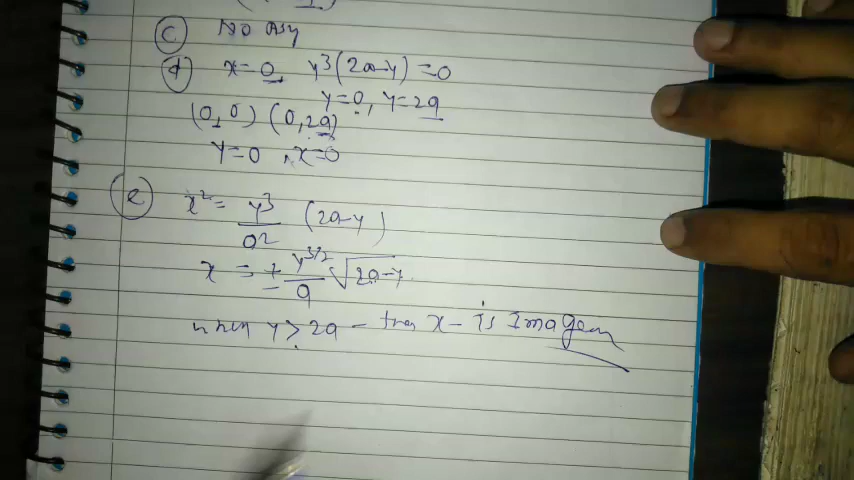 (c) No Asy
(d) x=0 y³(2a-y)=0
y=0, y=2a
(0,0) (0,2a)
y=0, x=0
(e) x² = y³/a² (2a-y)
x = ± y^3/2/a √2a-y
when y>2a - then x - is Imagen